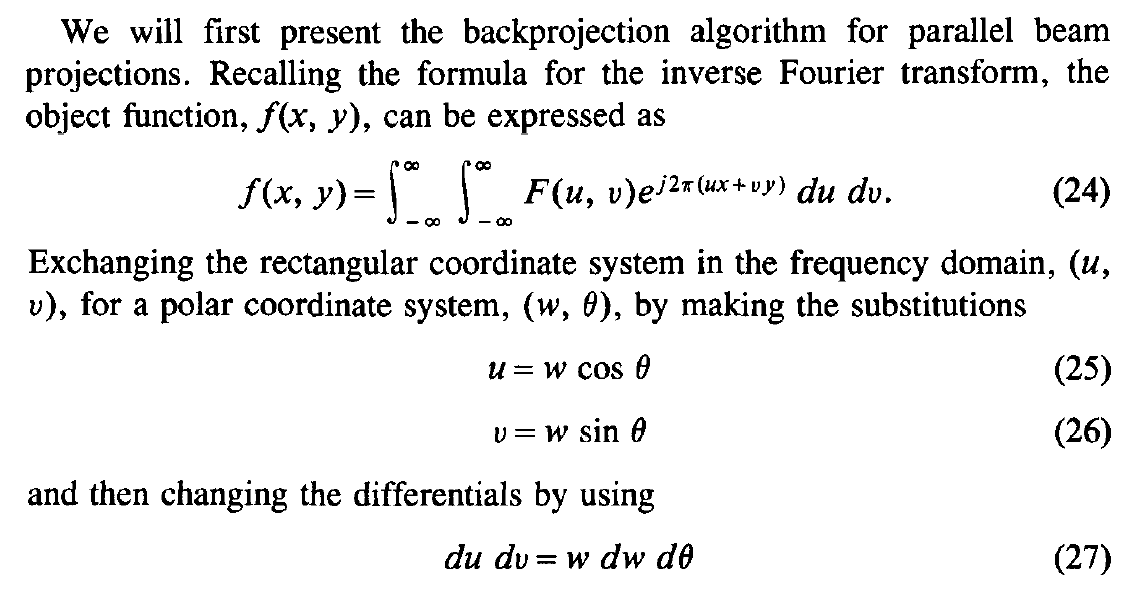 We will first present the backprojection algorithm for parallel beam
projections. Recalling the formula for the inverse Fourier transform, the
object function, f(x, y), can be expressed as
f(x, y) = ∫_{-∞}^{∞} ∫_{-∞}^{∞} F(u, v)e^{j2π(ux+vy)} du dv. (24)
Exchanging the rectangular coordinate system in the frequency domain, (u,
v), for a polar coordinate system, (w, θ), by making the substitutions
u = w cos θ (25)
v = w sin θ (26)
and then changing the differentials by using
du dv = w dw dθ (27)